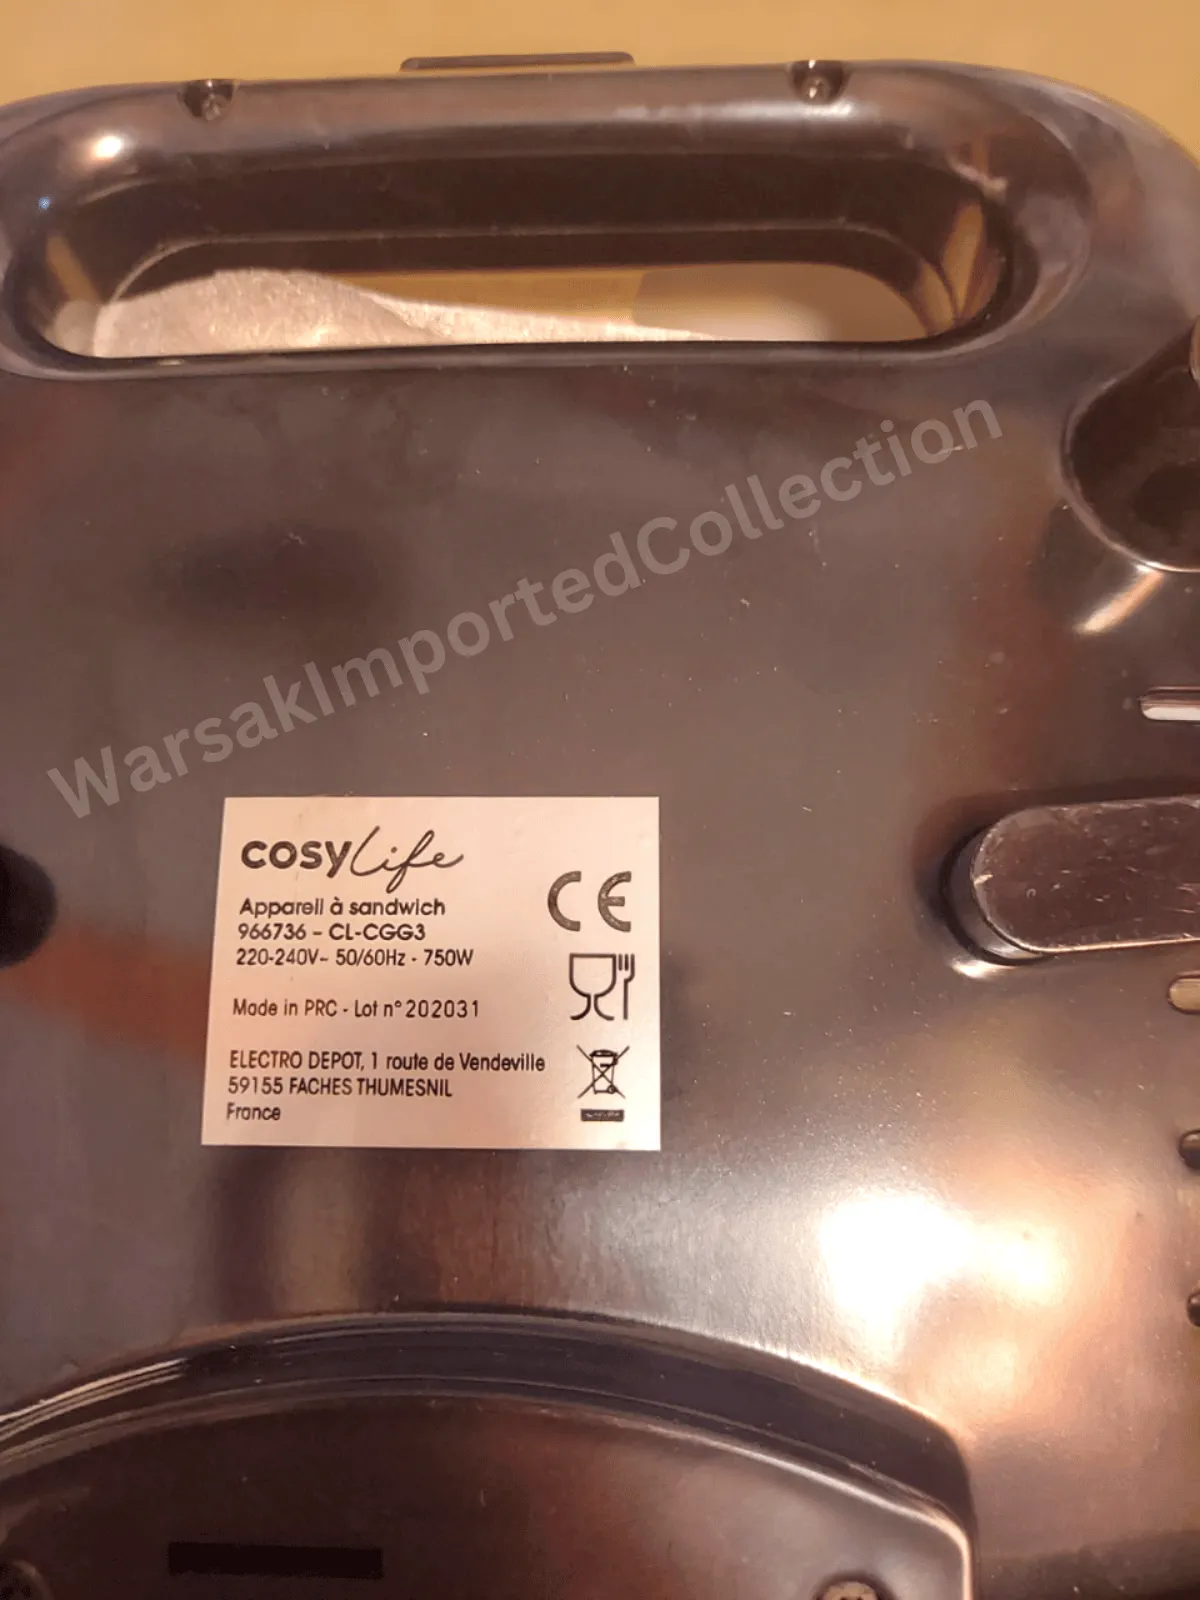 WarsakImportedCollection
cosylife
Appareil à sandwich
966736 - CL-CGG3
220-240V~ 50/60Hz - 750W
Made in PRC - Lot n° 202031
ELECTRO DEPOT, 1 route de Vendeville
59155 FACHES THUMESNIL
France
CE